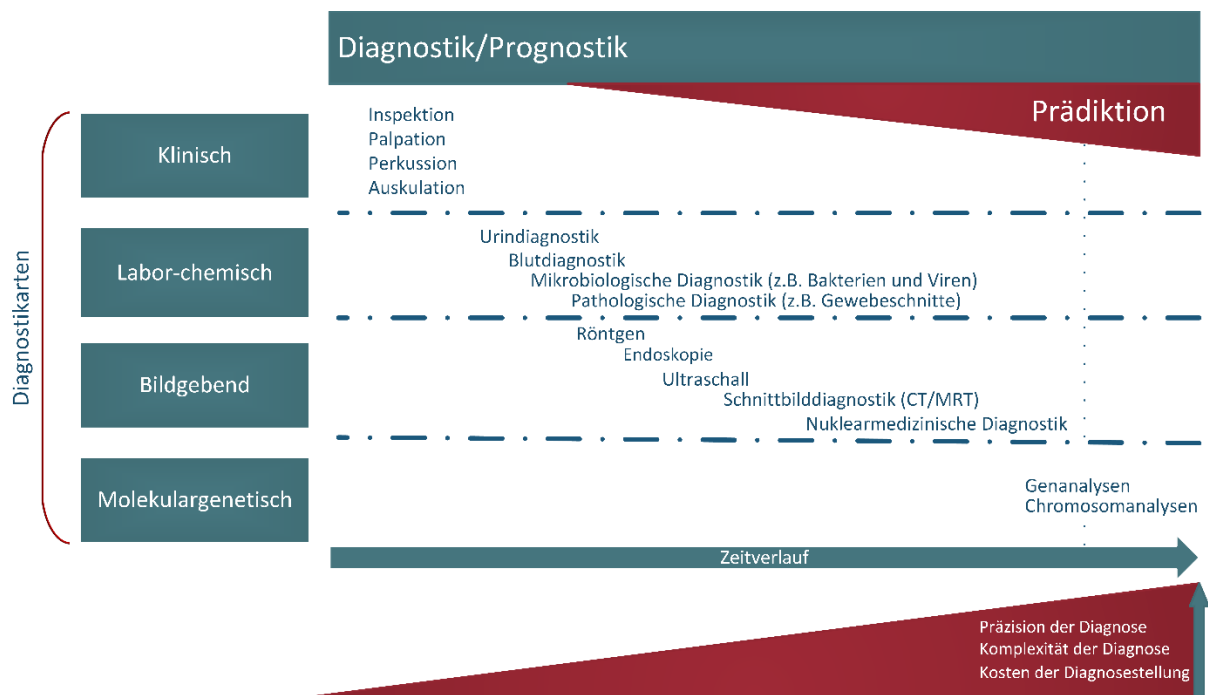 Diagnostik/Prognostik
Prädiktion
Diagnostikarten
Klinisch
Inspektion
Palpation
Perkussion
Auskulation
Labor-chemisch
Urindiagnostik
Blutdiagnostik
Mikrobiologische Diagnostik (z.B. Bakterien und Viren)
Pathologische Diagnostik (z.B. Gewebeschnitte)
Bildgebend
Röntgen
Endoskopie
Ultraschall
Schnittbilddiagnostik (CT/MRT)
Nuklearmedizinische Diagnostik
Molekulargenetisch
Genanalysen
Chromosomanalysen
Zeitverlauf
Präzision der Diagnose
Komplexität der Diagnose
Kosten der Diagnosestellung